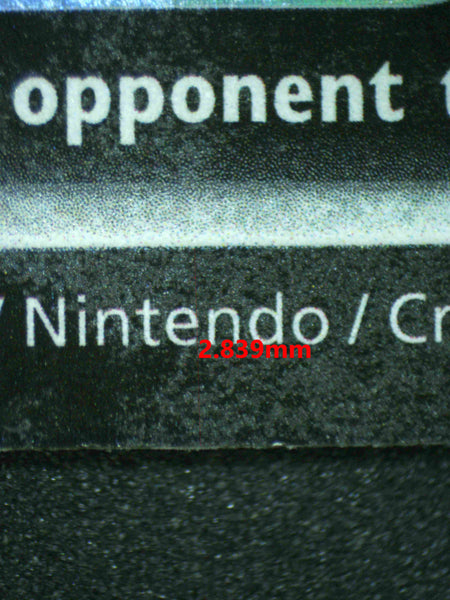 opponent
/ Nintendo / Cr
2.839mm